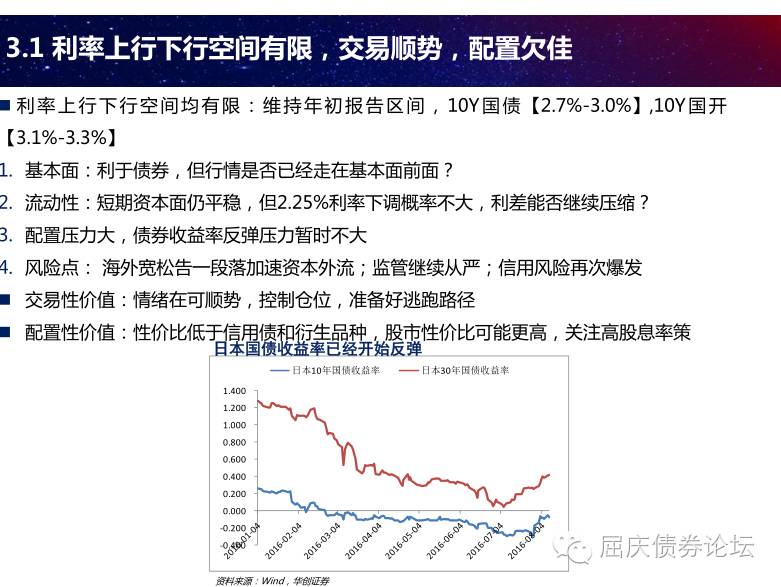 3.1 利率上行下行空间有限，交易顺势，配置欠佳
■ 利率上行下行空间均有限：维持年初报告区间，10Y国债【2.7%-3.0%】,10Y国开
【3.1%-3.3%】
1. 基本面：利于债券，但行情是否已经走在基本面前面？
2. 流动性：短期资本面仍平稳，但2.25%利率下调概率不大，利差能否继续压缩？
3. 配置压力大，债券收益率反弹压力暂时不大
4. 风险点： 海外宽松告一段落加速资本外流；监管继续从严；信用风险再次爆发
■ 交易性价值：情绪在可顺势，控制仓位，准备好逃跑路径
■ 配置性价值：性价比低于信用债和衍生品种，股市性价比可能更高，关注高股息率策
日本国债收益率已经开始反弹
日本10年国债收益率 日本30年国债收益率
1.400
1.200
1.000
0.800
0.600
0.400
0.200
0.000
-0.200
-0.400
2016-01-04 2016-02-04 2016-03-04 2016-04-04 2016-05-04 2016-06-04 2016-07-04 2016-08-04
屈庆债券论坛
资料来源：Wind，华创证券